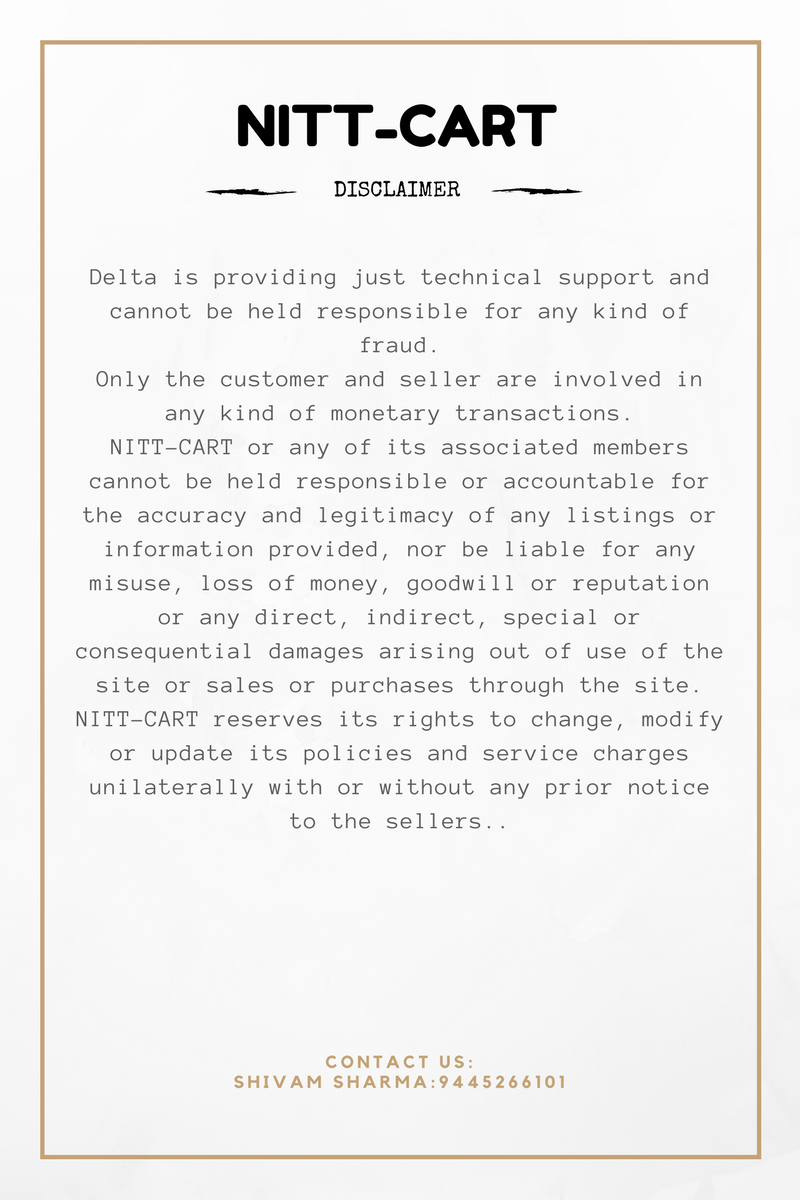 NITT-CART
DISCLAIMER
Delta is providing just technical support and
cannot be held responsible for any kind of
fraud.
Only the customer and seller are involved in
any kind of monetary transactions.
NITT-CART or any of its associated members
cannot be held responsible or accountable for
the accuracy and legitimacy of any listings or
information provided, nor be liable for any
misuse, loss of money, goodwill or reputation
or any direct, indirect, special or
consequential damages arising out of use of the
site or sales or purchases through the site.
NITT-CART reserves its rights to change, modify
or update its policies and service charges
unilaterally with or without any prior notice
to the sellers..
CONTACT US:
SHIVAM SHARMA:9445266101